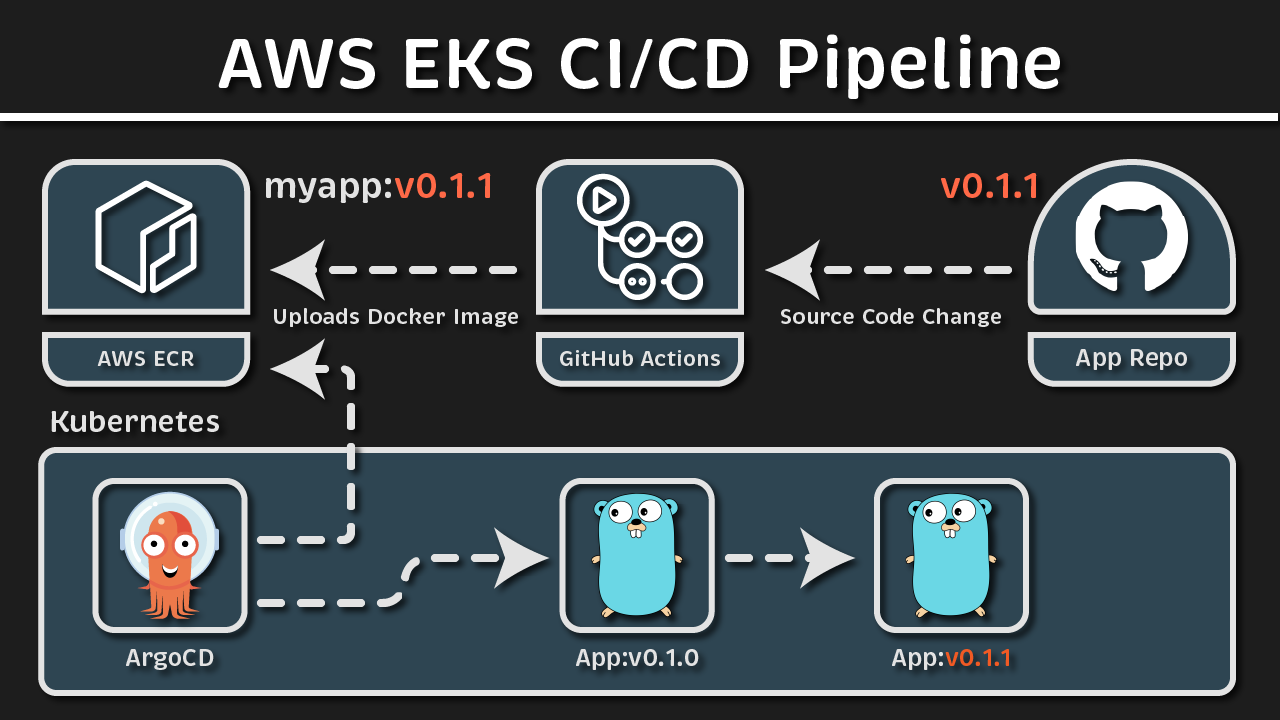 AWS EKS CI/CD Pipeline
myapp:v0.1.1
v0.1.1
Uploads Docker Image
Source Code Change
AWS ECR
GitHub Actions
App Repo
Kubernetes
ArgoCD
App:v0.1.0
App:v0.1.1